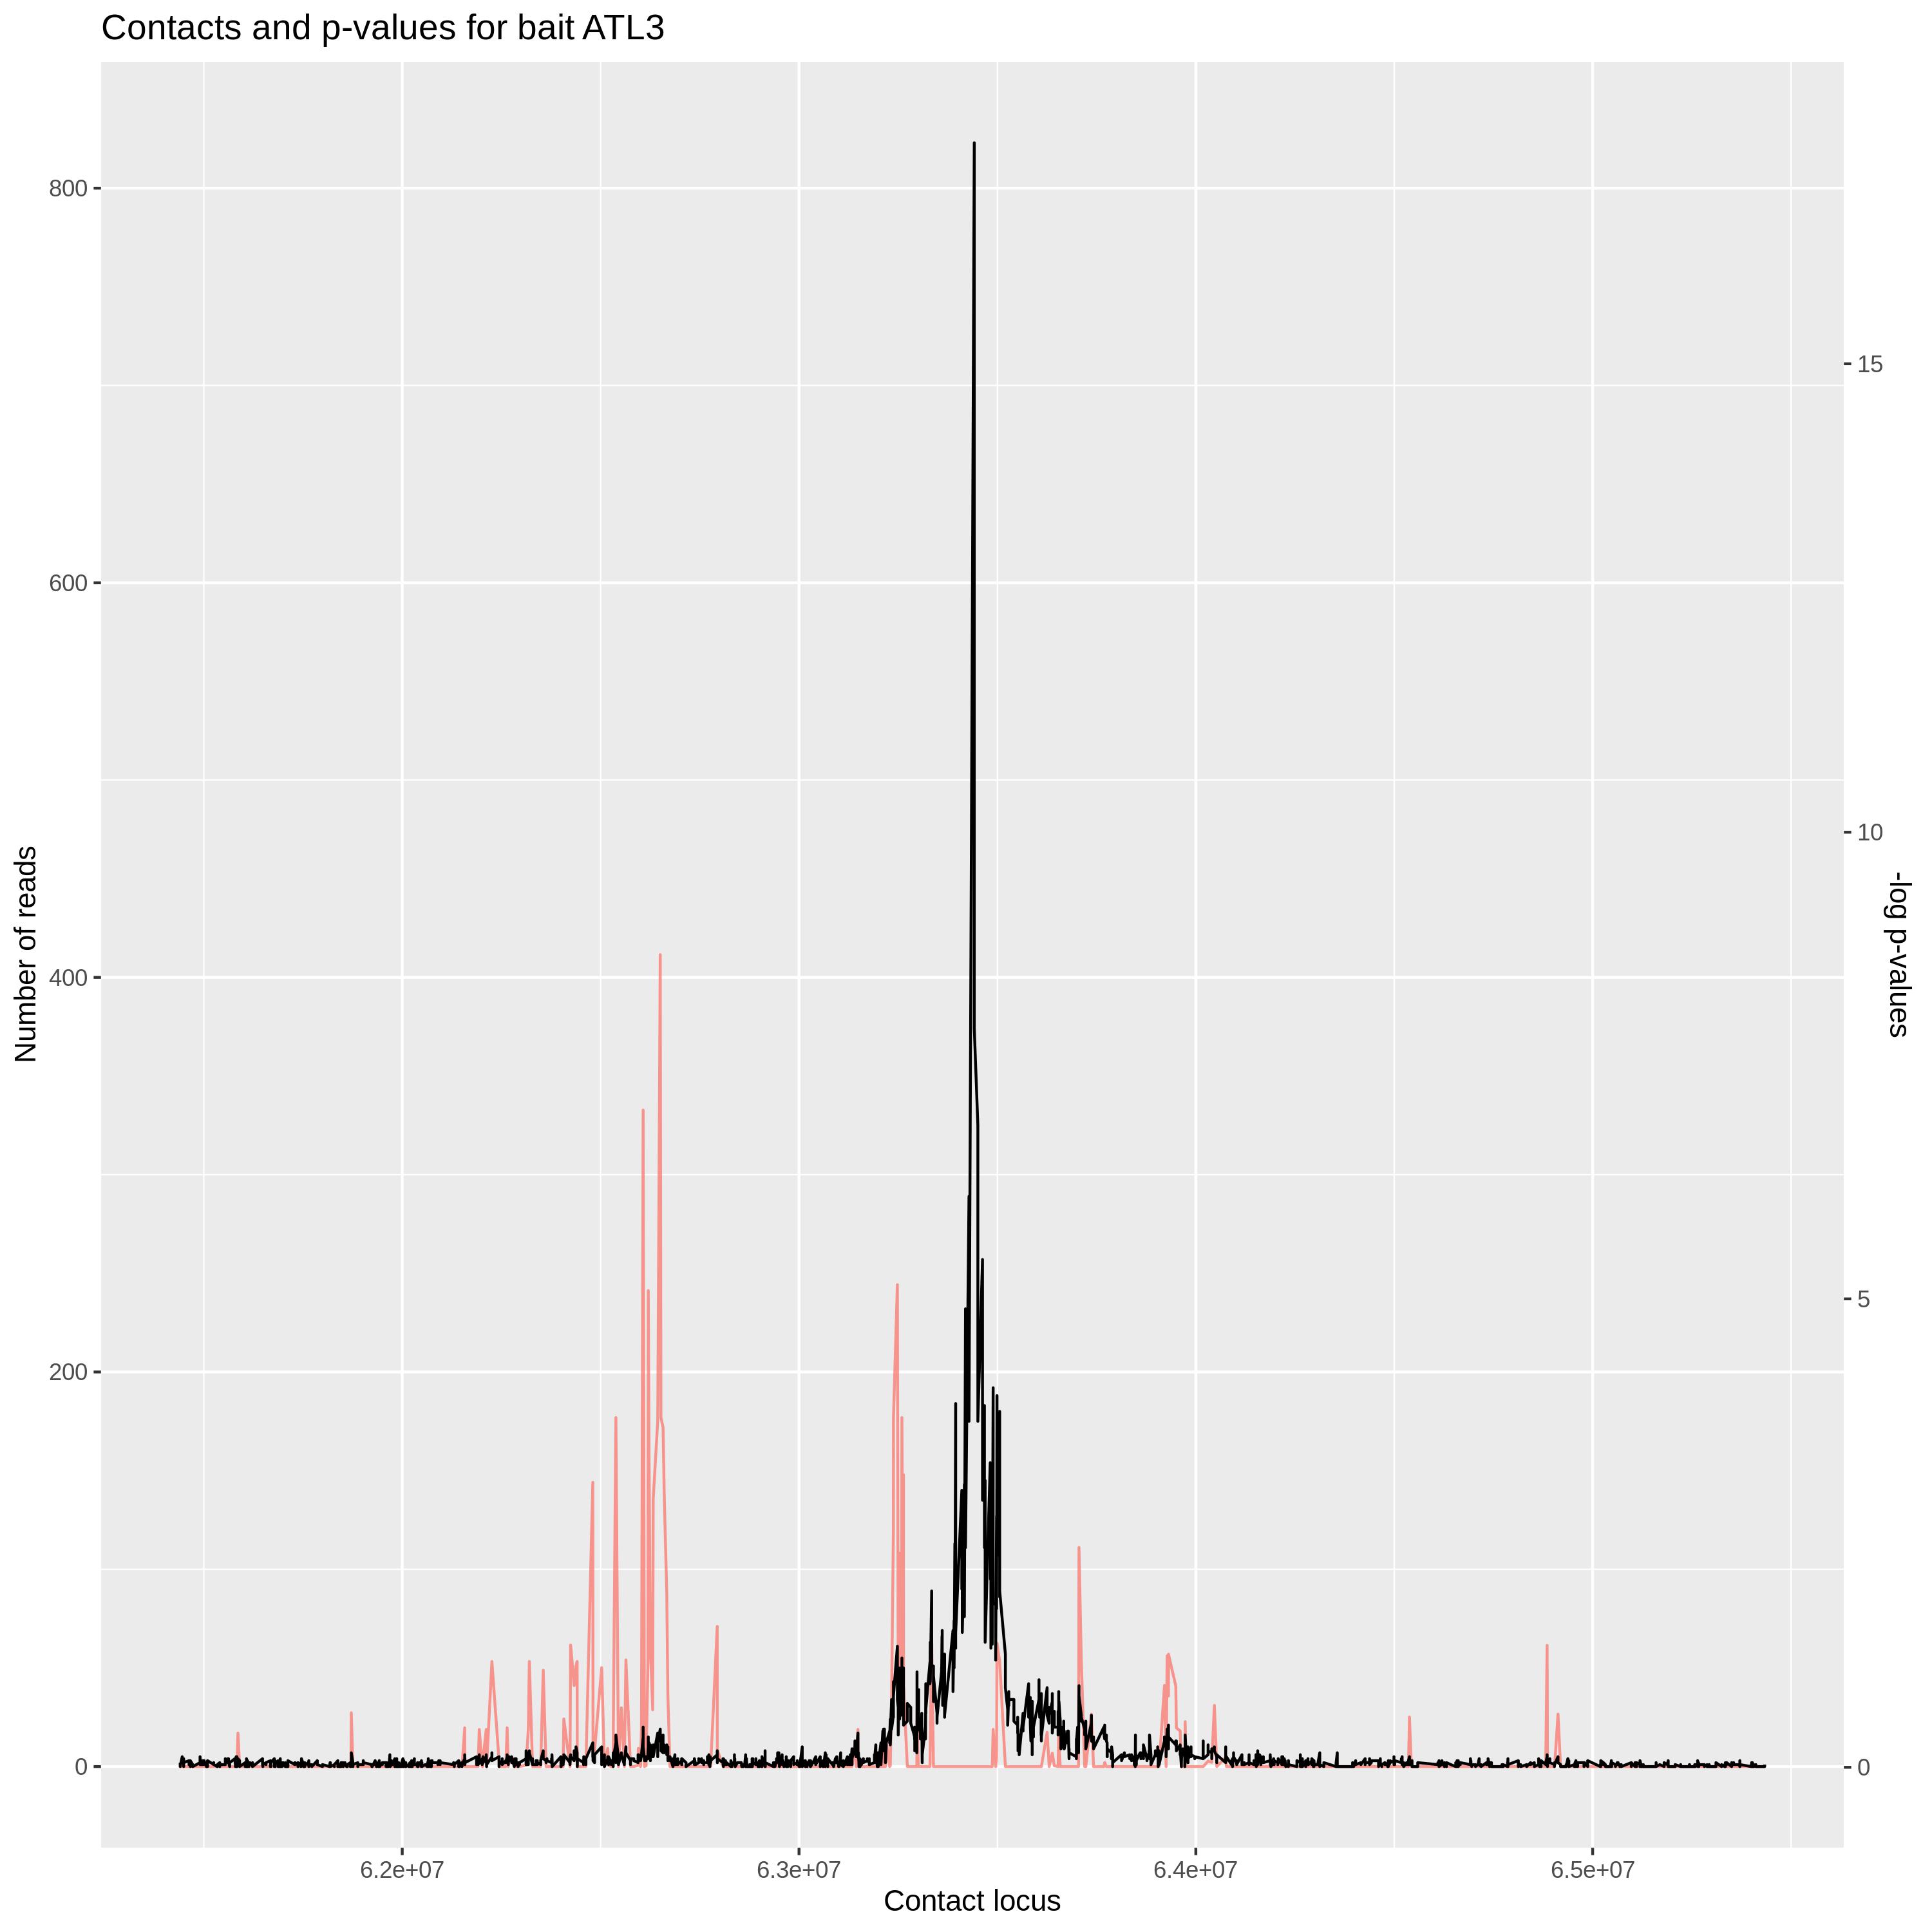 Contacts and p-values for bait ATL3
800
600
400
200
0
Number of reads
15
10
5
0
-log p-values
6.2e+07
6.3e+07
6.4e+07
6.5e+07
Contact locus